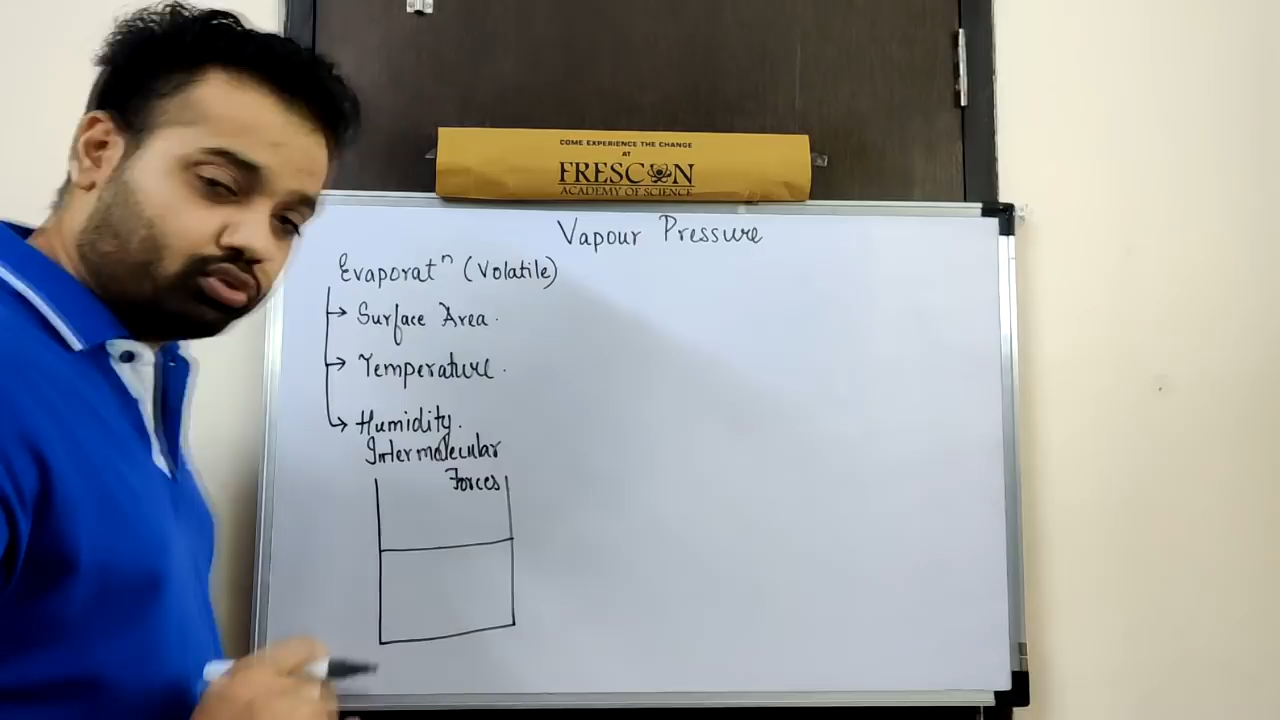 COME EXPERIENCE THE CHANGE
AT
FRESCON
ACADEMY OF SCIENCE
Vapour Pressure
Evaporatⁿ (Volatile)
Surface Area.
Temperature.
Humidity.
Intermolecular
Forces